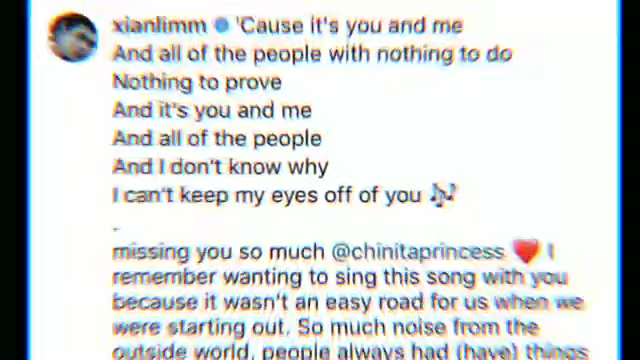 xianlimm 'Cause it's you and me
And all of the people with nothing to do
Nothing to prove
And it's you and me
And all of the people
And I don't know why
I can't keep my eyes off of you 🎶
.
missing you so much @chinitaprincess ❤️ I
remember wanting to sing this song with you
because it wasn't an easy road for us when we
were starting out. So much noise from the
outside world, people always had (have) things